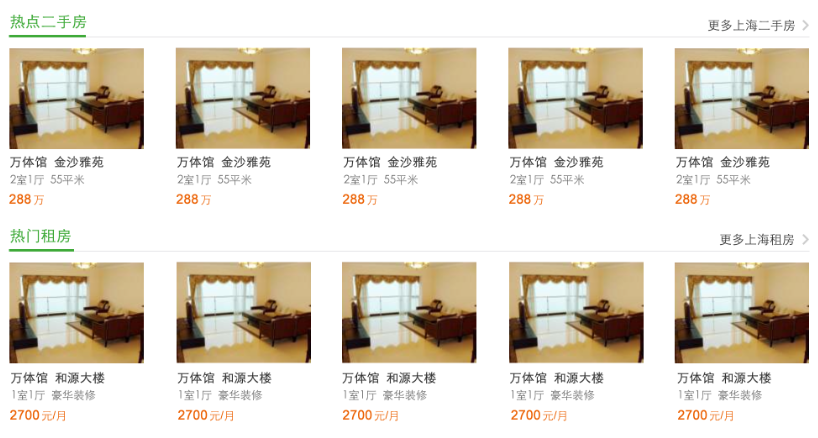 热点二手房
更多上海二手房
万体馆 金沙雅苑 万体馆 金沙雅苑 万体馆 金沙雅苑 万体馆 金沙雅苑 万体馆 金沙雅苑
2室1厅 55平米 2室1厅 55平米 2室1厅 55平米 2室1厅 55平米 2室1厅 55平米
288万 288万 288万 288万 288万
热门租房
更多上海租房
万体馆 和源大楼 万体馆 和源大楼 万体馆 和源大楼 万体馆 和源大楼 万体馆 和源大楼
1室1厅 豪华装修 1室1厅 豪华装修 1室1厅 豪华装修 1室1厅 豪华装修 1室1厅 豪华装修
2700元/月 2700元/月 2700元/月 2700元/月 2700元/月